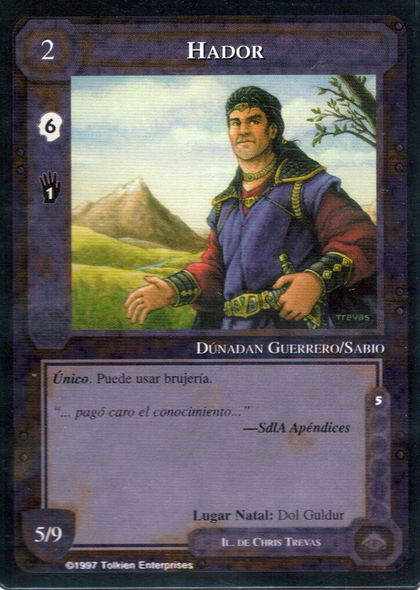 2
HADOR
6
1
TREVAS
DÚNADAN GUERRERO/SABIO
Único. Puede usar brujería.
5
“... pagó caro el conocimiento...”
—SdlA Apéndices
Lugar Natal: Dol Guldur
5/9
IL. DE CHRIS TREVAS
©1997 Tolkien Enterprises